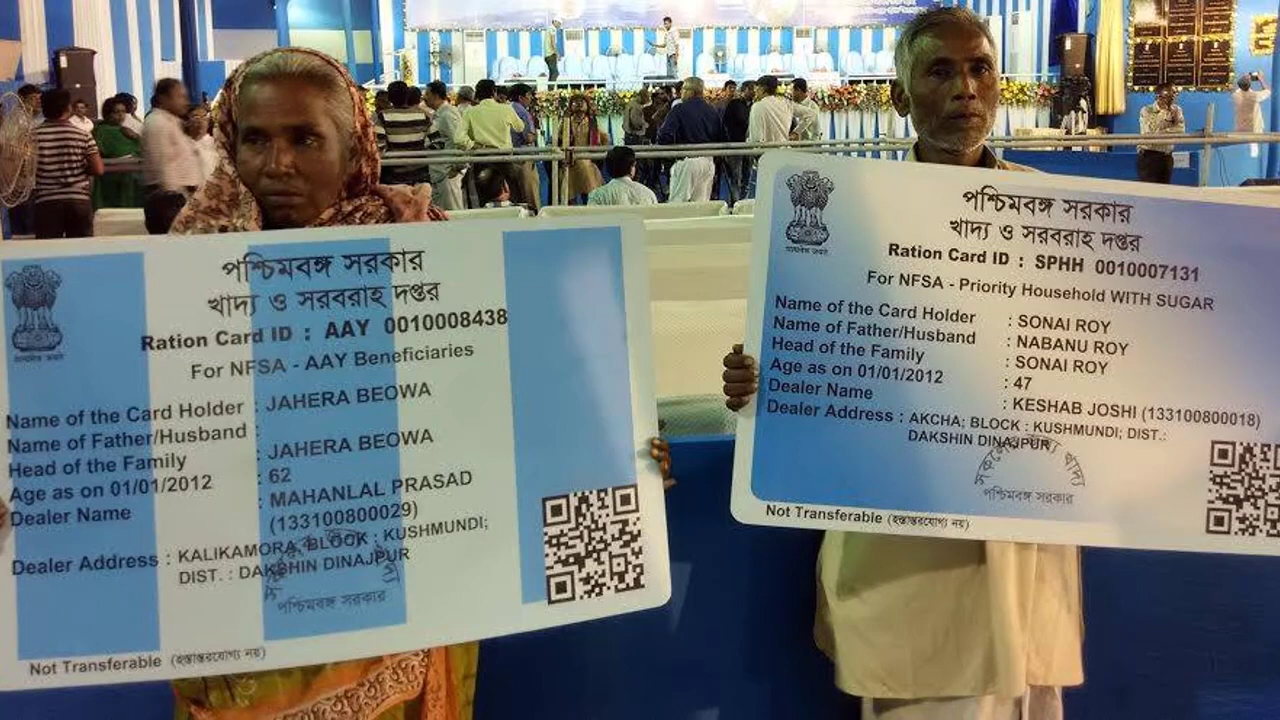 পশ্চিমবঙ্গ সরকার
খাদ্য ও সরবরাহ দপ্তর
Ration Card ID : AAY 0010008438
For NFSA - AAY Beneficiaries
Name of the Card Holder : JAHERA BEOWA
Name of Father/Husband :
Head of the Family : JAHERA BEOWA
Age as on 01/01/2012 : 62
Dealer Name : MAHANLAL PRASAD
(133100800029)
Dealer Address : KALIKAMORA, BLOCK : KUSHMUNDI;
DIST. : DAKSHIN DINAJPUR
পশ্চিমবঙ্গ সরকার
Not Transferable (হস্তান্তরযোগ্য নয়)
পশ্চিমবঙ্গ সরকার
খাদ্য ও সরবরাহ দপ্তর
Ration Card ID : SPHH 0010007131
For NFSA - Priority Household WITH SUGAR
Name of the Card Holder : SONAI ROY
Name of Father/Husband : NABANU ROY
Head of the Family : SONAI ROY
Age as on 01/01/2012 : 47
Dealer Name : KESHAB JOSHI (133100800018)
Dealer Address : AKCHA; BLOCK : KUSHMUNDI; DIST.:
DAKSHIN DINAJPUR
পশ্চিমবঙ্গ সরকার
Not Transferable (হস্তান্তরযোগ্য নয়)